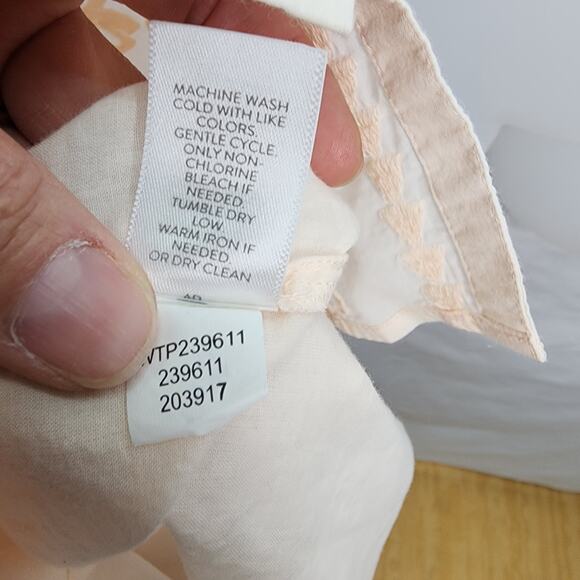 MACHINE WASH
COLD WITH LIKE
COLORS.
GENTLE CYCLE.
ONLY NON-
CHLORINE
BLEACH IF
NEEDED.
TUMBLE DRY
LOW.
WARM IRON IF
NEEDED.
OR DRY CLEAN
WTP239611
239611
203917